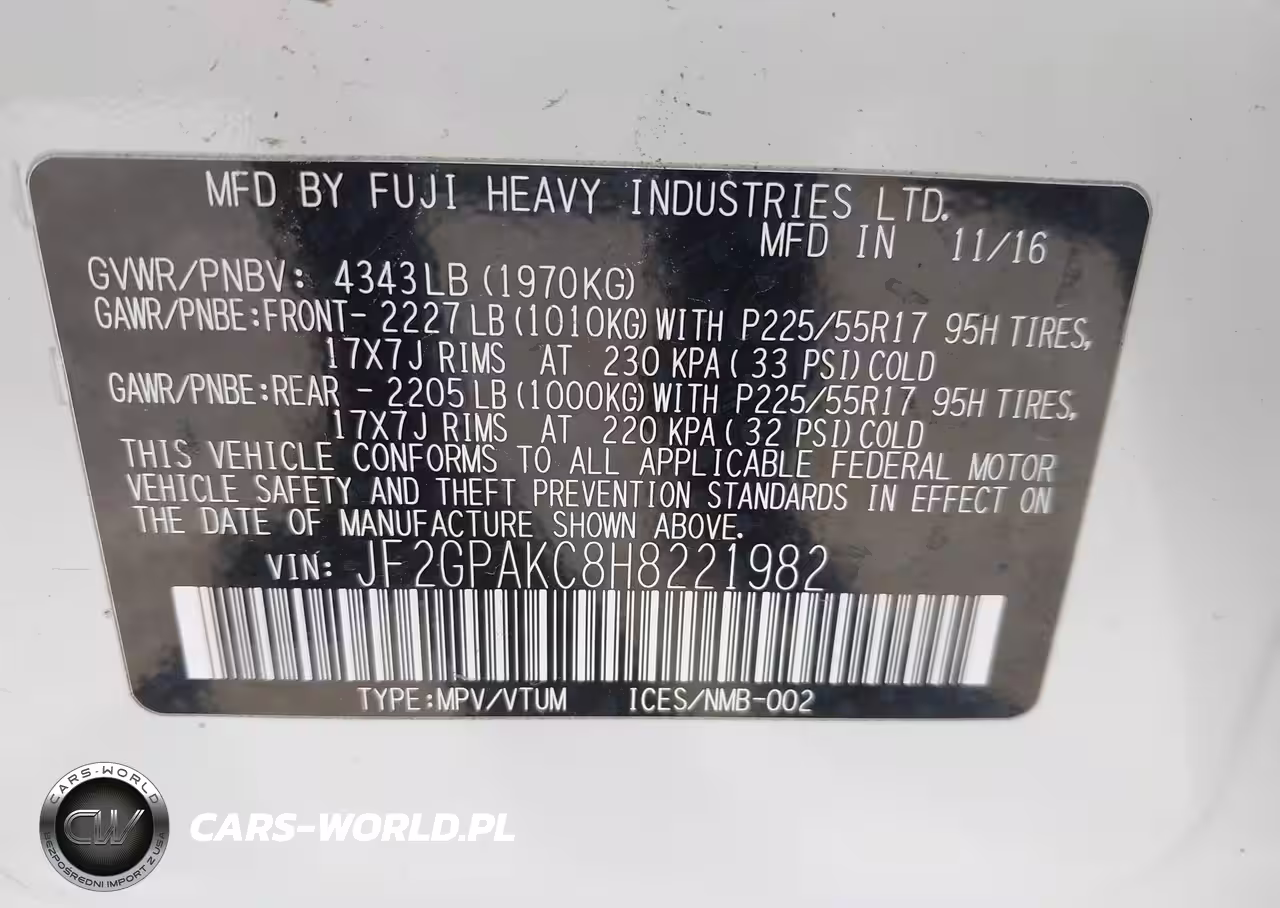 MFD BY FUJI HEAVY INDUSTRIES LTD.
MFD IN 11/16
GVWR/PNBV: 4343LB (1970KG)
GAWR/PNBE:FRONT- 2227LB(1010KG)WITH P225/55R17 95H TIRES,
17X7J RIMS AT 230 KPA( 33 PSI)COLD
GAWR/PNBE:REAR - 2205LB(1000KG)WITH P225/55R17 95H TIRES,
17X7J RIMS AT 220 KPA( 32 PSI)COLD
THIS VEHICLE CONFORMS TO ALL APPLICABLE FEDERAL MOTOR
VEHICLE SAFETY AND THEFT PREVENTION STANDARDS IN EFFECT ON
THE DATE OF MANUFACTURE SHOWN ABOVE.
VIN: JF2GPAKC8H8221982
TYPE:MPV/VTUM ICES/NMB-002
CARS-WORLD
CW
BEZPOŚREDNI IMPORT Z USA
CARS-WORLD.PL